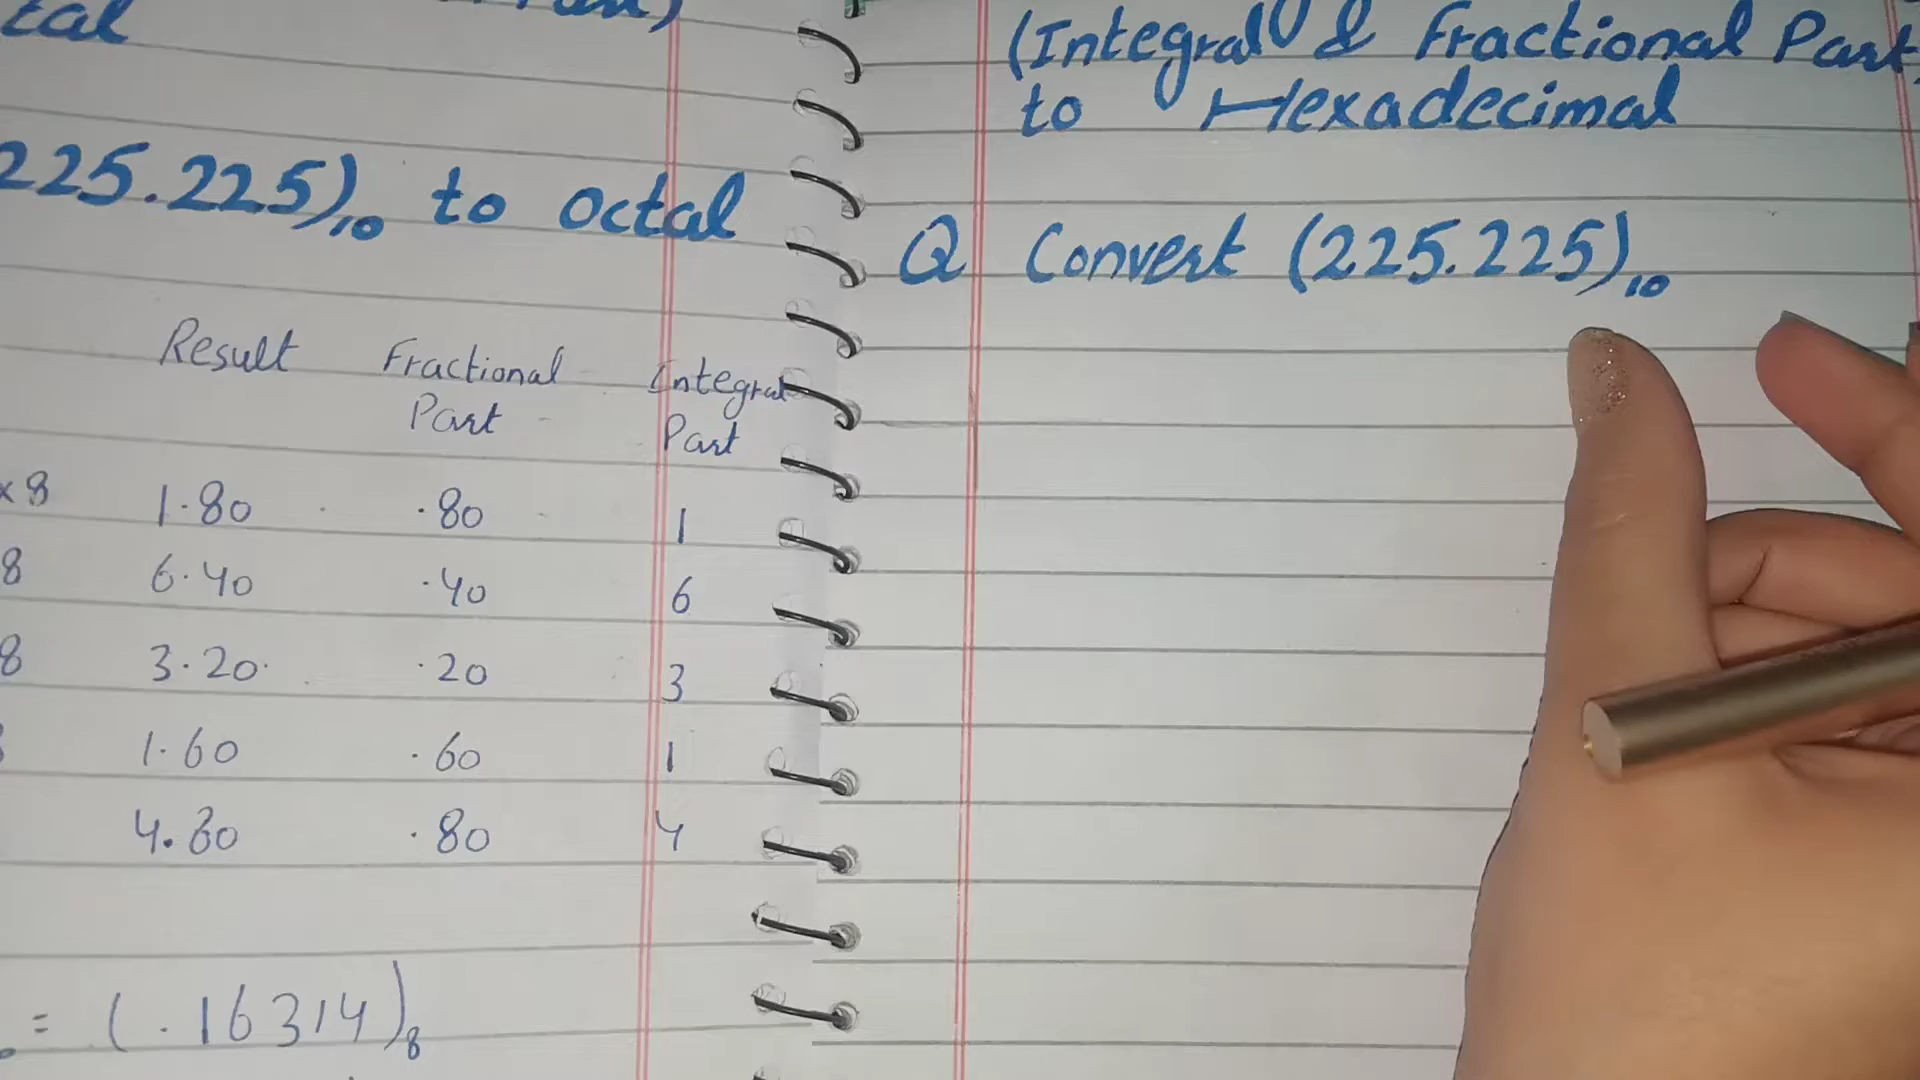 tal
225.225)₁₀ to octal
Result Fractional Part Integral Part
×8 1.80 .80 1
8 6.40 .40 6
8 3.20 .20 3
1.60 .60 1
4.80 .80 4
= (.16314)₈
(Integral & Fractional Part)
to Hexadecimal
Q Convert (225.225)₁₀